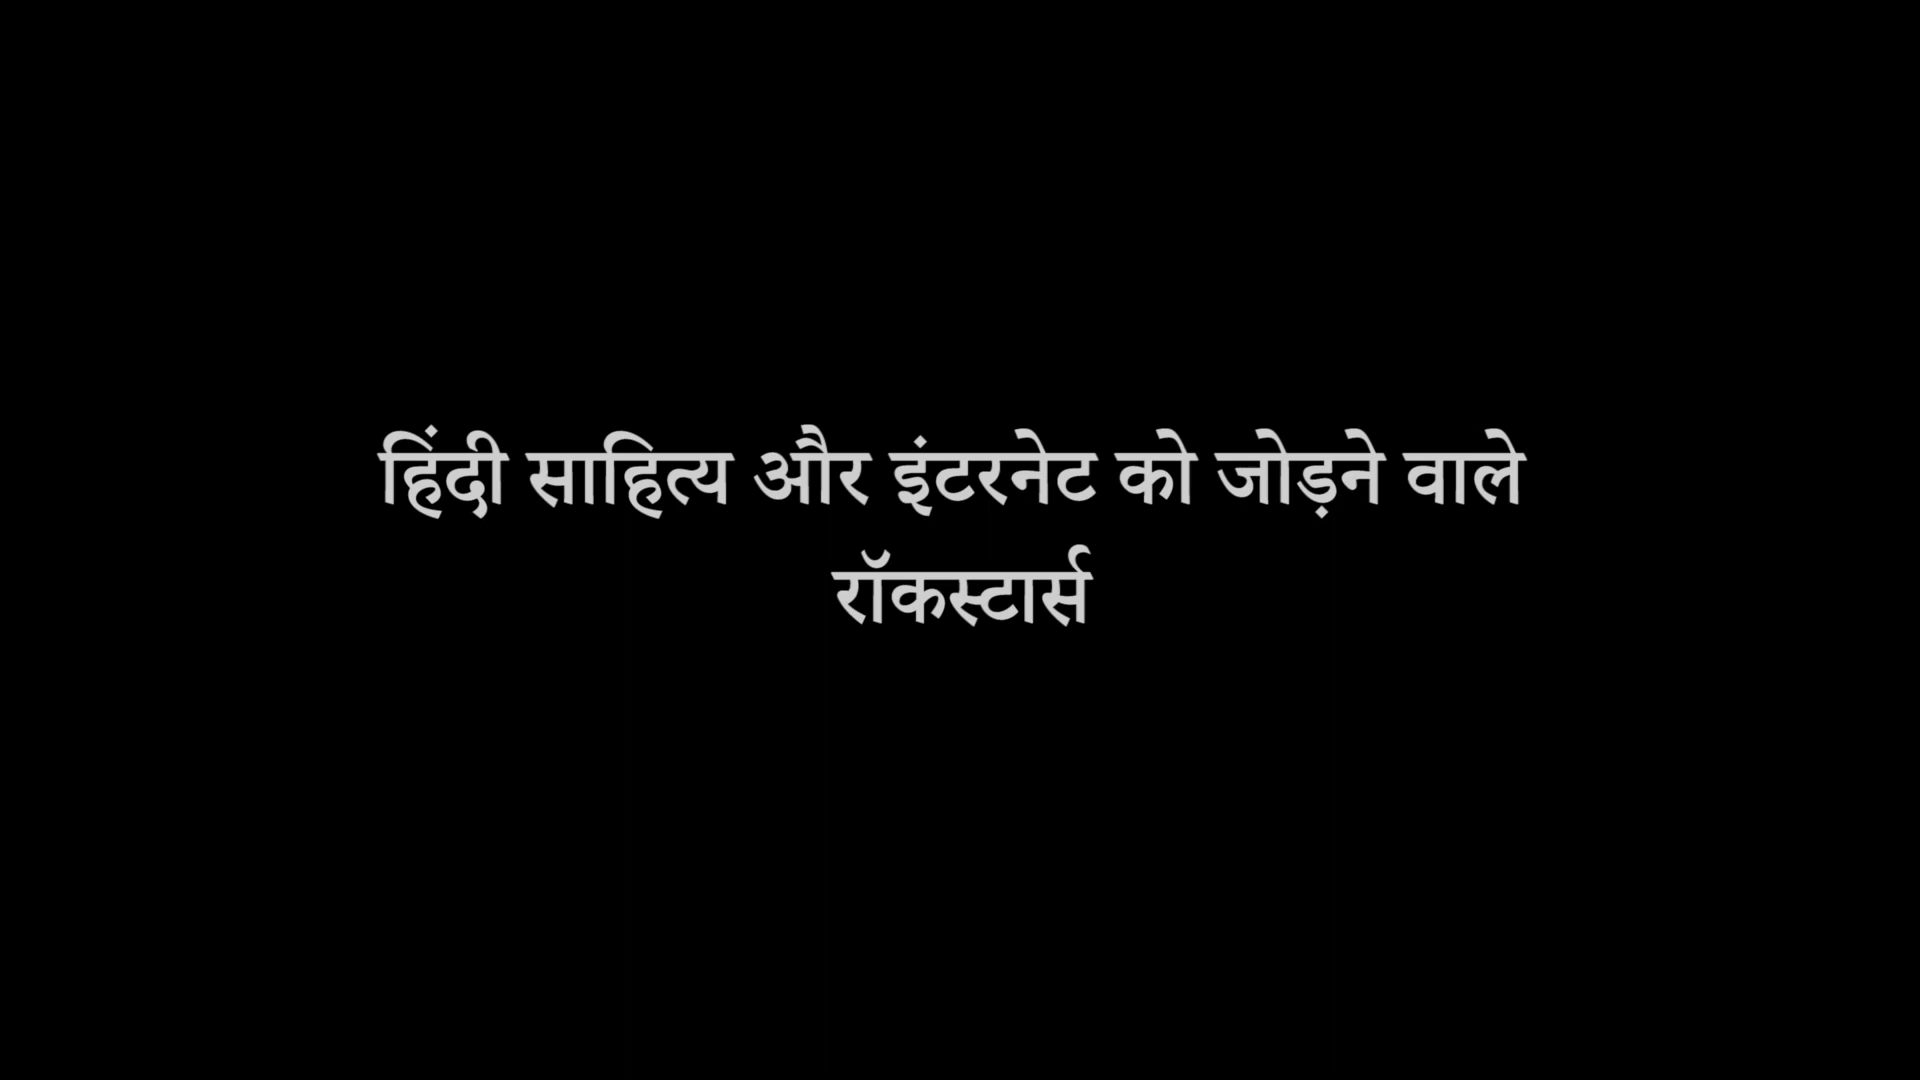 हिंदी साहित्य और इंटरनेट को जोड़ने वाले
रॉकस्टार्स